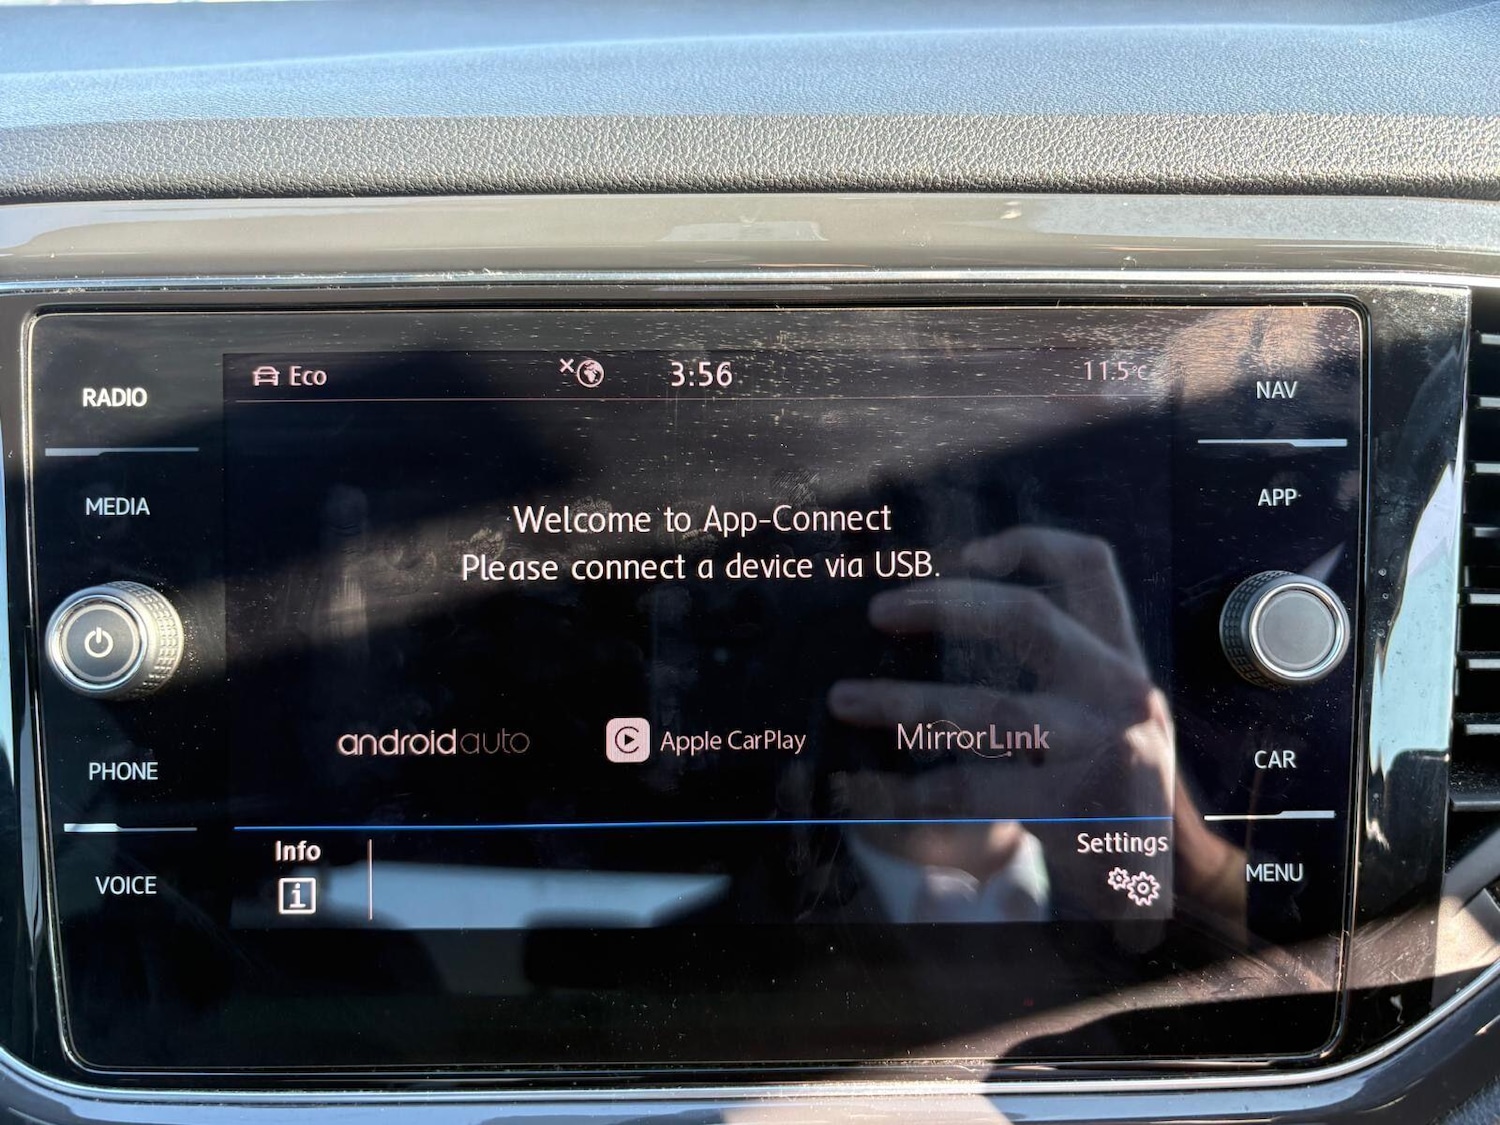 Eco
3:56
11.5°C
RADIO
MEDIA
PHONE
VOICE
Welcome to App-Connect
Please connect a device via USB.
androidauto
Apple CarPlay
MirrorLink
Info
i
Settings
NAV
APP
CAR
MENU